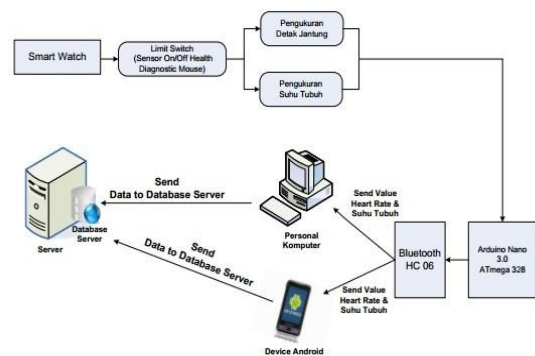 Smart Watch
Limit Switch
(Sensor On/Off Health
Diagnostic Mouse)
Pengukuran
Detak Jantung
Pengukuran
Suhu Tubuh
Send
Data to Database Server
Database
Server
Server
Personal
Komputer
Send Value
Heart Rate &
Suhu Tubuh
Bluetooth
HC 06
Arduino Nano
3.0
ATmega 328
Send
Data to Database Server
Send Value
Heart Rate &
Suhu Tubuh
ANDROID
Device Android